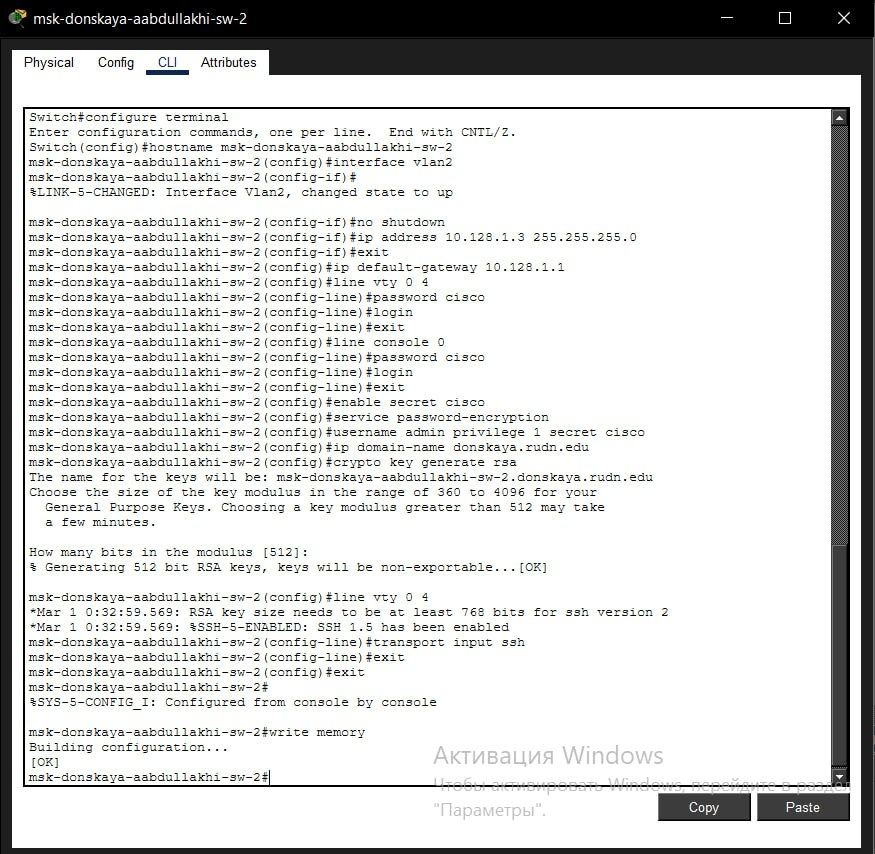 msk-donskaya-aabdullakhi-sw-2
Physical Config CLI Attributes
Switch#configure terminal
Enter configuration commands, one per line.  End with CNTL/Z.
Switch(config)#hostname msk-donskaya-aabdullakhi-sw-2
msk-donskaya-aabdullakhi-sw-2(config)#interface vlan2
msk-donskaya-aabdullakhi-sw-2(config-if)#
%LINK-5-CHANGED: Interface Vlan2, changed state to up
msk-donskaya-aabdullakhi-sw-2(config-if)#no shutdown
msk-donskaya-aabdullakhi-sw-2(config-if)#ip address 10.128.1.3 255.255.255.0
msk-donskaya-aabdullakhi-sw-2(config-if)#exit
msk-donskaya-aabdullakhi-sw-2(config)#ip default-gateway 10.128.1.1
msk-donskaya-aabdullakhi-sw-2(config)#line vty 0 4
msk-donskaya-aabdullakhi-sw-2(config-line)#password cisco
msk-donskaya-aabdullakhi-sw-2(config-line)#login
msk-donskaya-aabdullakhi-sw-2(config-line)#exit
msk-donskaya-aabdullakhi-sw-2(config)#line console 0
msk-donskaya-aabdullakhi-sw-2(config-line)#password cisco
msk-donskaya-aabdullakhi-sw-2(config-line)#login
msk-donskaya-aabdullakhi-sw-2(config-line)#exit
msk-donskaya-aabdullakhi-sw-2(config)#enable secret cisco
msk-donskaya-aabdullakhi-sw-2(config)#service password-encryption
msk-donskaya-aabdullakhi-sw-2(config)#username admin privilege 1 secret cisco
msk-donskaya-aabdullakhi-sw-2(config)#ip domain-name donskaya.rudn.edu
msk-donskaya-aabdullakhi-sw-2(config)#crypto key generate rsa
The name for the keys will be: msk-donskaya-aabdullakhi-sw-2.donskaya.rudn.edu
Choose the size of the key modulus in the range of 360 to 4096 for your
General Purpose Keys. Choosing a key modulus greater than 512 may take
a few minutes.
How many bits in the modulus [512]:
% Generating 512 bit RSA keys, keys will be non-exportable...[OK]
msk-donskaya-aabdullakhi-sw-2(config)#line vty 0 4
*Mar 1 0:32:59.569: RSA key size needs to be at least 768 bits for ssh version 2
*Mar 1 0:32:59.569: %SSH-5-ENABLED: SSH 1.5 has been enabled
msk-donskaya-aabdullakhi-sw-2(config-line)#transport input ssh
msk-donskaya-aabdullakhi-sw-2(config-line)#exit
msk-donskaya-aabdullakhi-sw-2(config)#exit
msk-donskaya-aabdullakhi-sw-2#
%SYS-5-CONFIG_I: Configured from console by console
msk-donskaya-aabdullakhi-sw-2#write memory
Building configuration...
[OK]
msk-donskaya-aabdullakhi-sw-2#
Активация Windows
Чтобы активировать Windows, перейдите в раздел
"Параметры".
Copy Paste